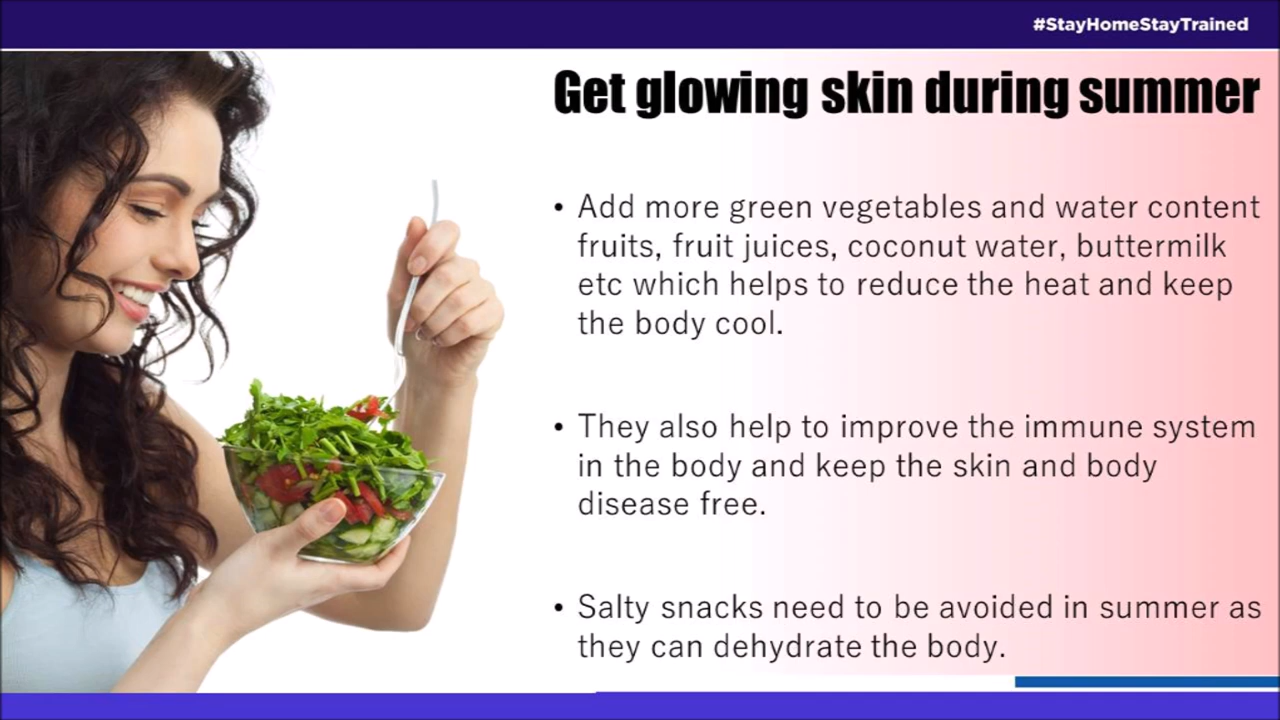 #StayHomeStayTrained
Get glowing skin during summer
• Add more green vegetables and water content
fruits, fruit juices, coconut water, buttermilk
etc which helps to reduce the heat and keep
the body cool.
• They also help to improve the immune system
in the body and keep the skin and body
disease free.
• Salty snacks need to be avoided in summer as
they can dehydrate the body.